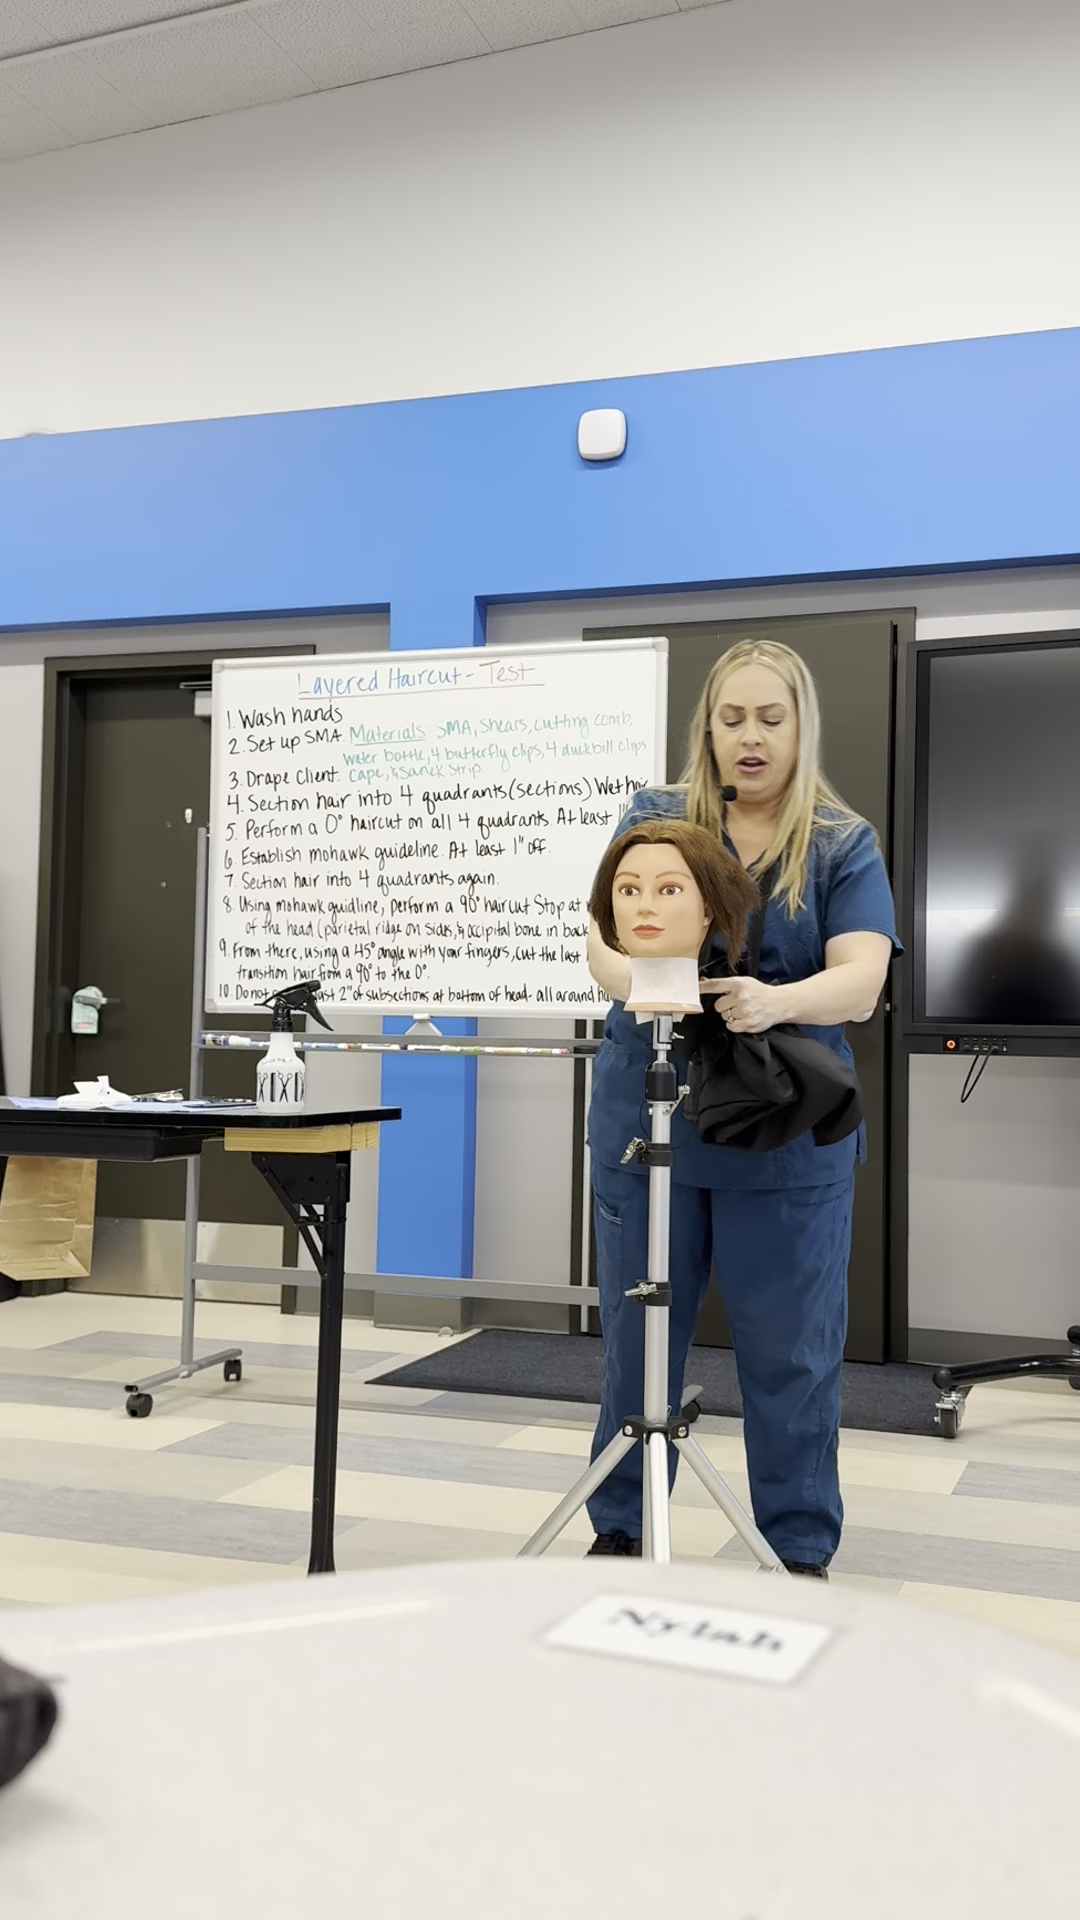 Layered Haircut - Test
1. Wash hands
2. Set up SMA. Materials: SMA, Shears, cutting comb,
water bottle, 4 butterfly clips, 4 duckbill clips
3. Drape Client. Cape, & Sanek Strip.
4. Section hair into 4 quadrants (sections) Wet
5. Perform a 0° haircut on all 4 quadrants. At least 1"
6. Establish mohawk guideline. At least 1" off.
7. Section hair into 4 quadrants again.
8. Using mohawk guidline, perform a 90° haircut Stop at
of the head (parietal ridge on sides, & occipital bone in back
9. From there, using a 45° angle with your fingers, cut the last
transition hair from a 90° to the 0°.
10. Do not last 2" of subsections at bottom of head - all around
Nylah